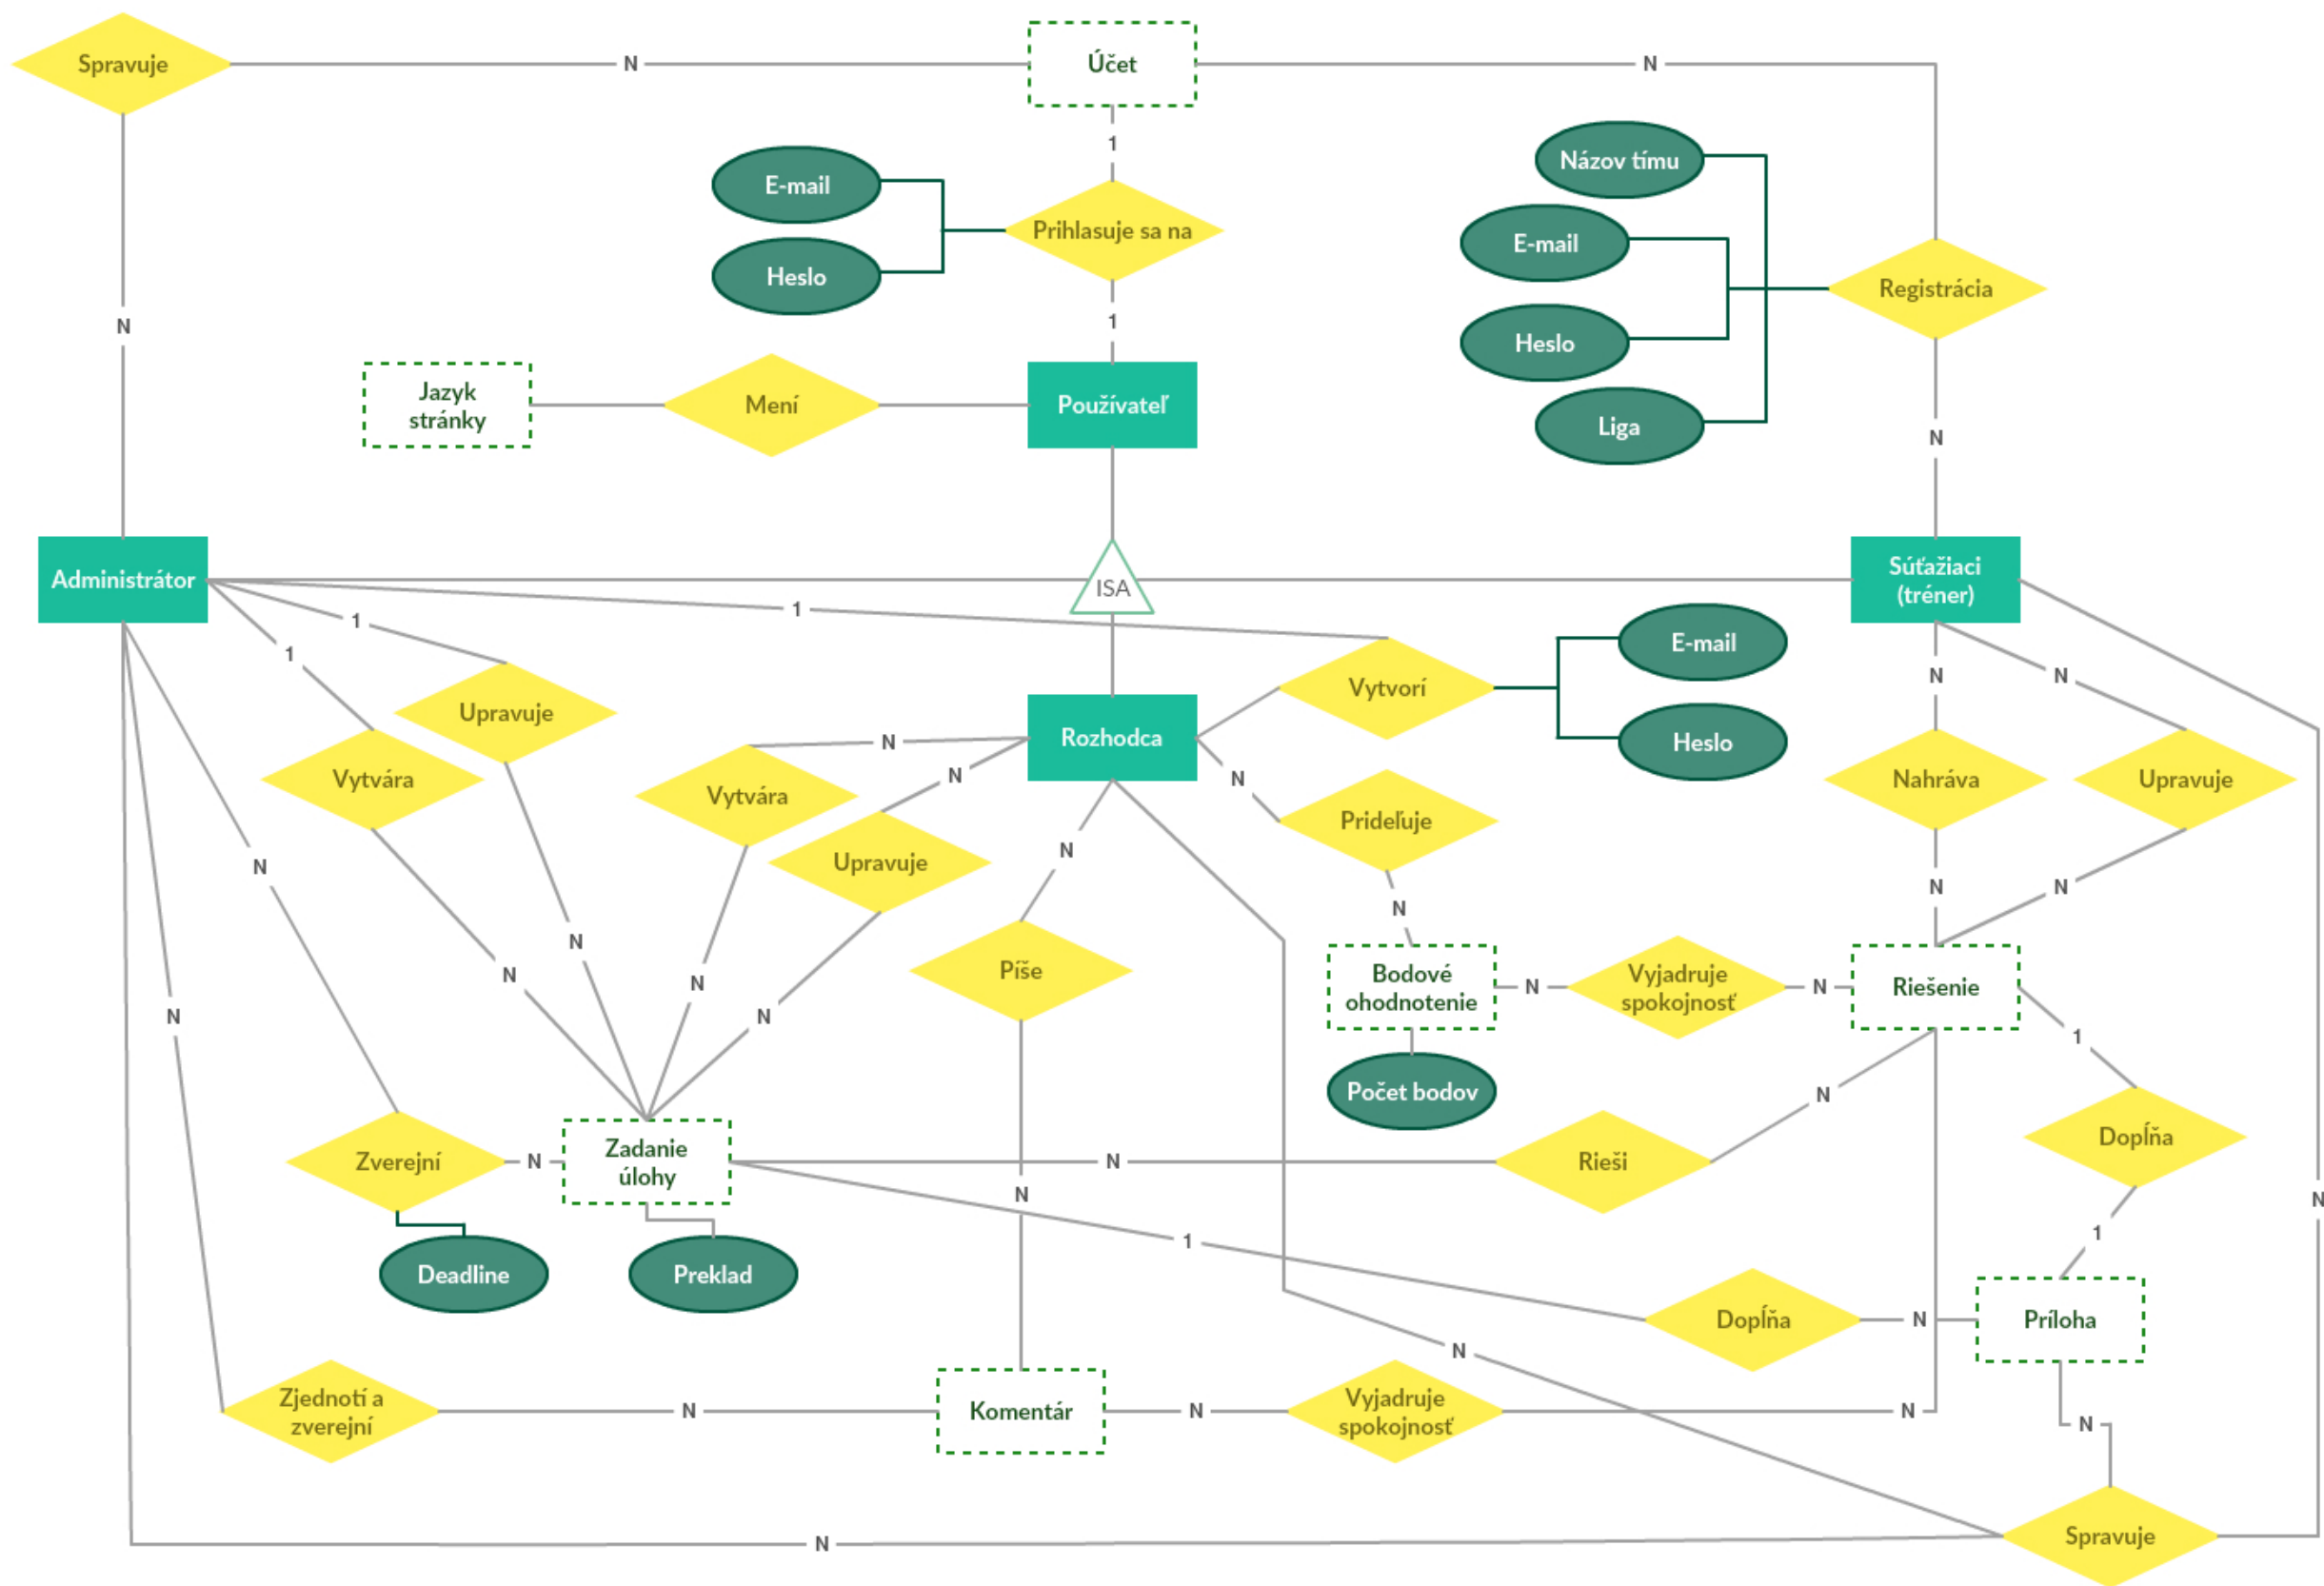 Spravuje
N
Účet
N
1
Názov tímu
E-mail
Prihlasuje sa na
E-mail
Heslo
Registrácia
N
1
Heslo
Jazyk
stránky
Mení
Používateľ
Liga
N
Administrátor
ISA
Súťažiaci
(tréner)
1
1
1
E-mail
N
N
Upravuje
Vytvorí
N
Rozhodca
Heslo
Vytvára
N
N
Nahráva
Upravuje
Vytvára
Prideľuje
N
Upravuje
N
N
N
N
N
N
Píše
Bodové
ohodnotenie
N
Vyjadruje
spokojnosť
N
Riešenie
N
N
N
N
1
Počet bodov
N
Dopĺňa
Zverejní
N
Zadanie
úlohy
N
Rieši
N
N
1
1
Deadline
Preklad
Dopĺňa
N
Príloha
N
Zjednotí a
zverejní
N
Komentár
N
Vyjadruje
spokojnosť
N
N
Spravuje
N